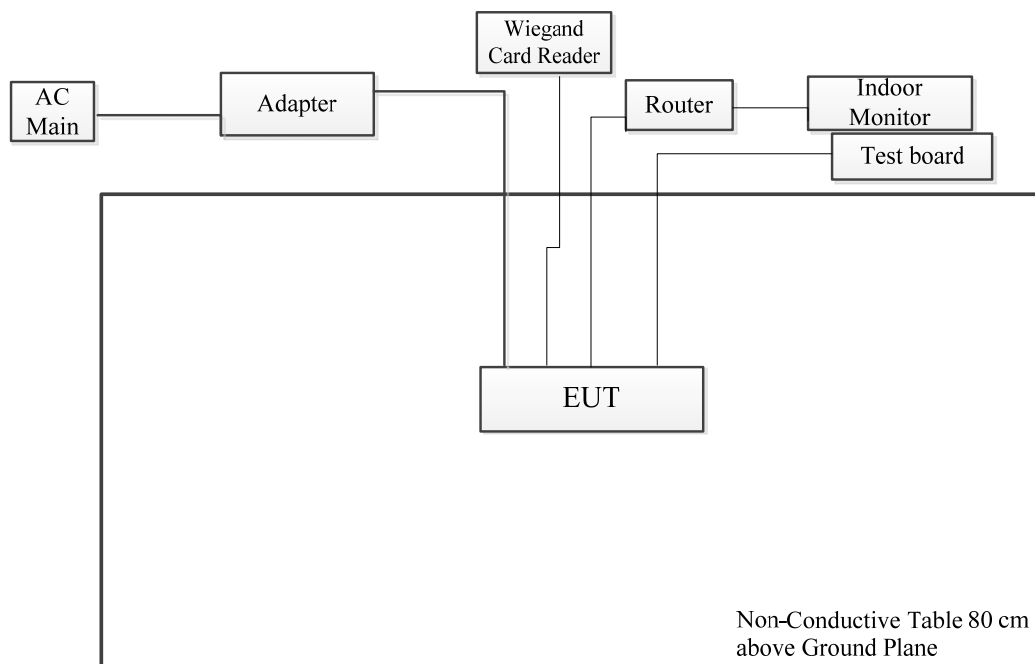 Wiegand
Card Reader
AC
Main
Adapter
Router
Indoor
Monitor
Test board
EUT
Non-Conductive Table 80 cm
above Ground Plane